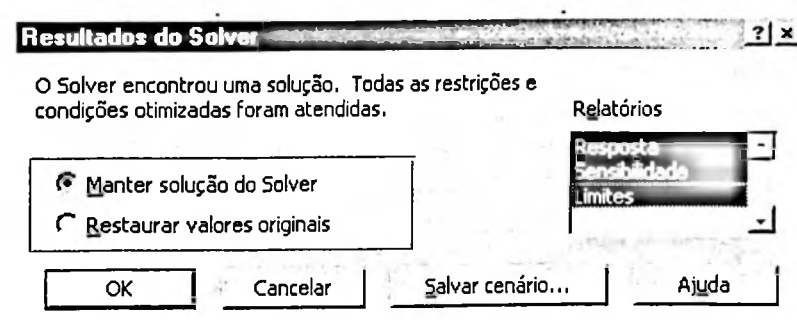 Resultados do Solver
O Solver encontrou uma solução. Todas as restrições e
condições otimizadas foram atendidas.
Relatórios
Resposta
Sensibilidade
Limites
Manter solução do Solver
Restaurar valores originais
OK
Cancelar
Salvar cenário...
Ajuda